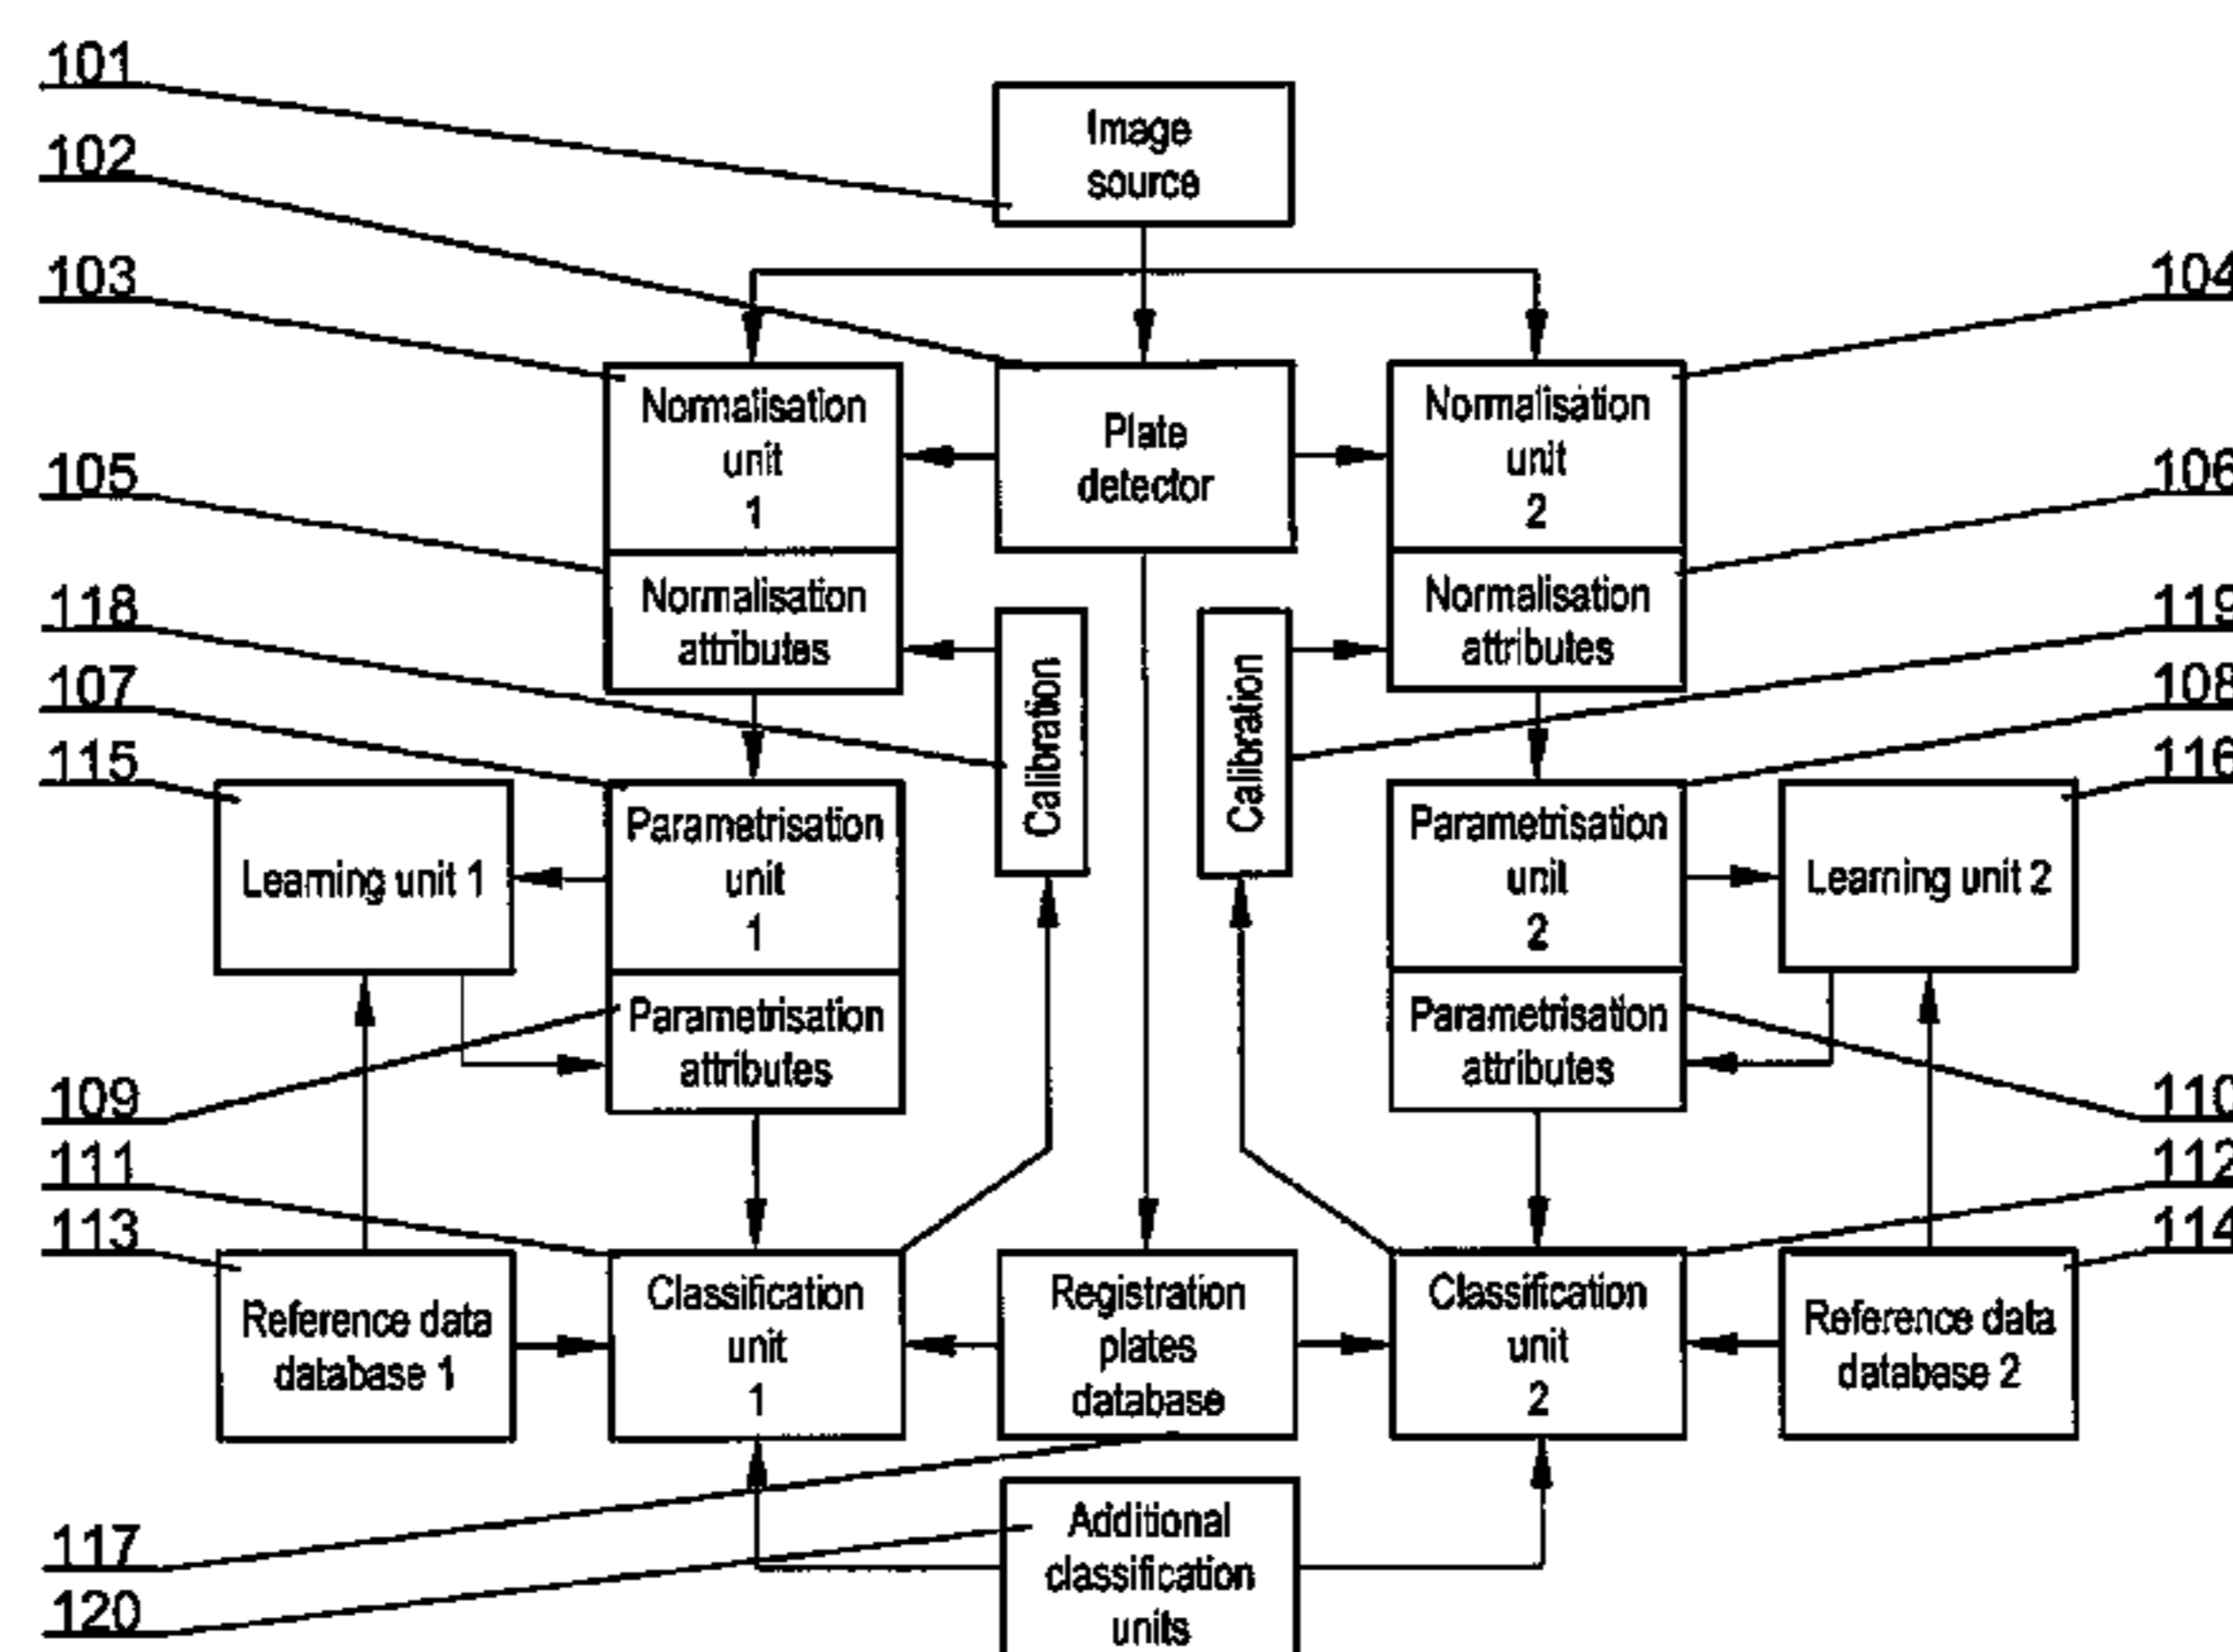 101
Image
source
102
103
104
Normalisation
unit
1
Plate
detector
Normalisation
unit
2
105
106
Normalisation
attributes
Normalisation
attributes
118
119
Calibration
Calibration
107
108
115
116
Learning unit 1
Parametrisation
unit
1
Parametrisation
unit
2
Learning unit 2
Parametrisation
attributes
Parametrisation
attributes
109
110
111
112
113
114
Reference data
database 1
Classification
unit
1
Registration
plates
database
Classification
unit
2
Reference data
database 2
117
120
Additional
classification
units